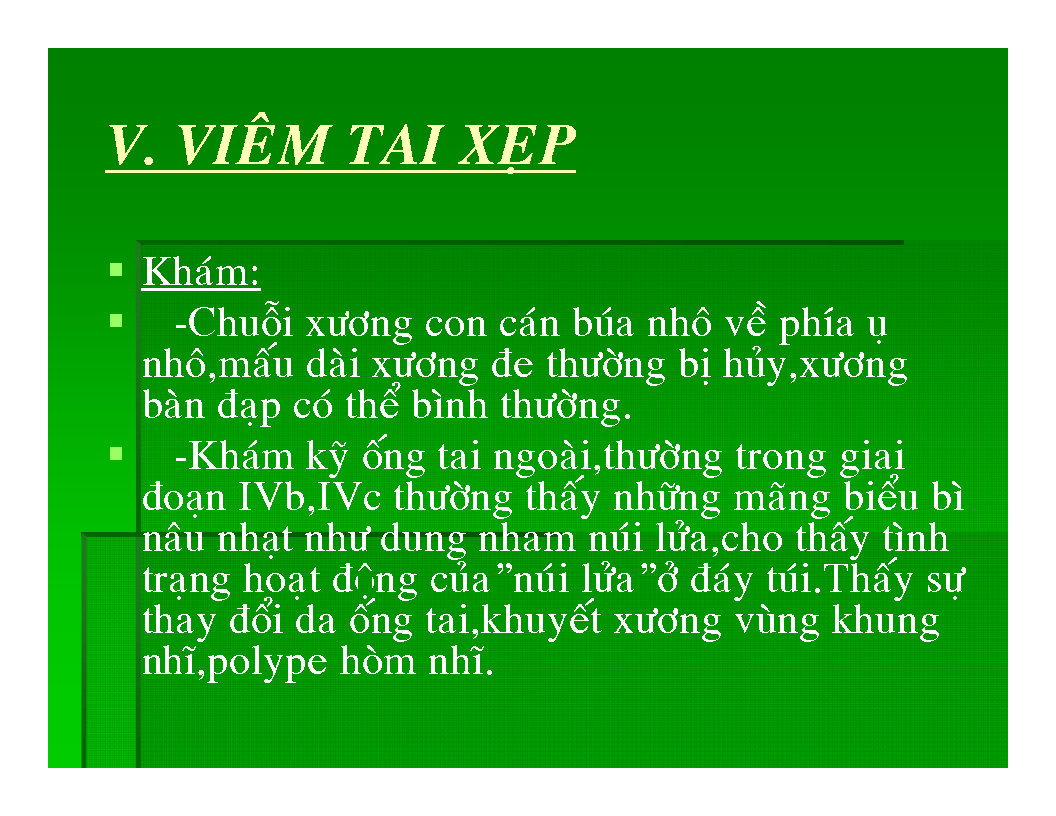 V. VIÊM TAI XẸP
Khám:
-Chuỗi xương con cán búa nhô về phía ụ
nhô,mấu dài xương đe thường bị hủy,xương
bàn đạp có thể bình thường.
-Khám kỹ ống tai ngoài,thường trong giai
đoạn IVb,IVc thường thấy những mãng biểu bì
nâu nhạt như dung nham núi lửa,cho thấy tình
trạng hoạt động của”núi lửa”ở đáy túi.Thấy sự
thay đổi da ống tai,khuyết xương vùng khung
nhĩ,polype hòm nhĩ.